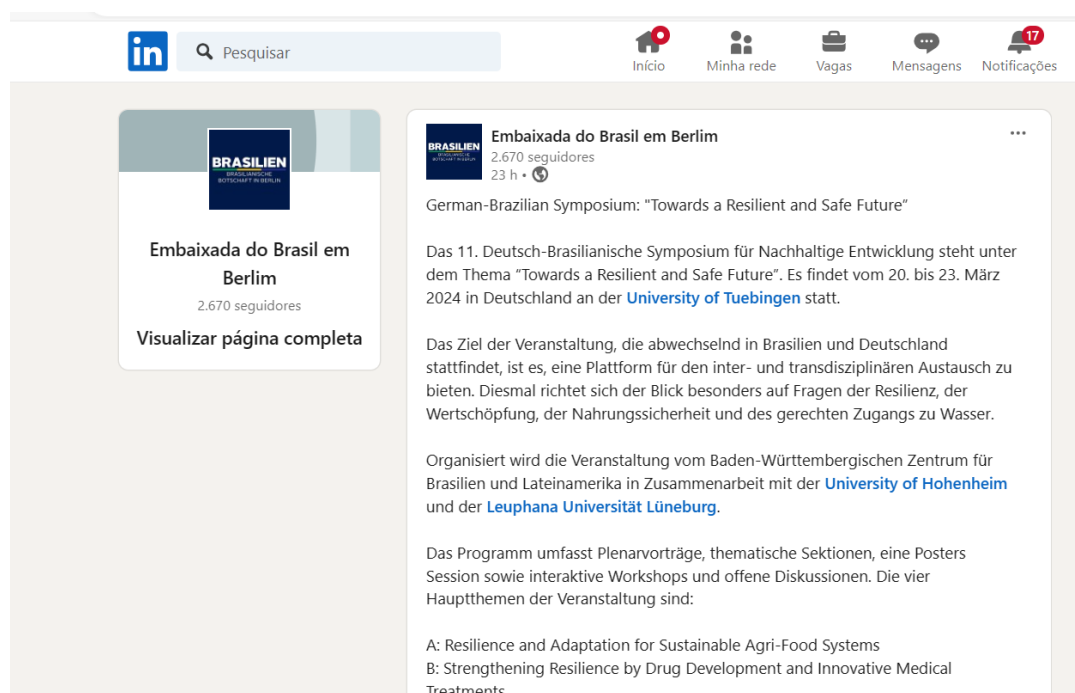 in
Pesquisar
Início
Minha rede
Vagas
Mensagens
17
Notificações
BRASILIEN
BRASILIANISCHE
BOTSCHAFT IN BERLIN
Embaixada do Brasil em
Berlim
2.670 seguidores
Visualizar página completa
BRASILIEN
BRASILIANISCHE
BOTSCHAFT IN BERLIN
Embaixada do Brasil em Berlim
2.670 seguidores
23 h •
German-Brazilian Symposium: "Towards a Resilient and Safe Future”
Das 11. Deutsch-Brasilianische Symposium für Nachhaltige Entwicklung steht unter
dem Thema “Towards a Resilient and Safe Future”. Es findet vom 20. bis 23. März
2024 in Deutschland an der University of Tuebingen statt.
Das Ziel der Veranstaltung, die abwechselnd in Brasilien und Deutschland
stattfindet, ist es, eine Plattform für den inter- und transdisziplinären Austausch zu
bieten. Diesmal richtet sich der Blick besonders auf Fragen der Resilienz, der
Wertschöpfung, der Nahrungssicherheit und des gerechten Zugangs zu Wasser.
Organisiert wird die Veranstaltung vom Baden-Württembergischen Zentrum für
Brasilien und Lateinamerika in Zusammenarbeit mit der University of Hohenheim
und der Leuphana Universität Lüneburg.
Das Programm umfasst Plenarvorträge, thematische Sektionen, eine Posters
Session sowie interaktive Workshops und offene Diskussionen. Die vier
Hauptthemen der Veranstaltung sind:
A: Resilience and Adaptation for Sustainable Agri-Food Systems
B: Strengthening Resilience by Drug Development and Innovative Medical
Treatments